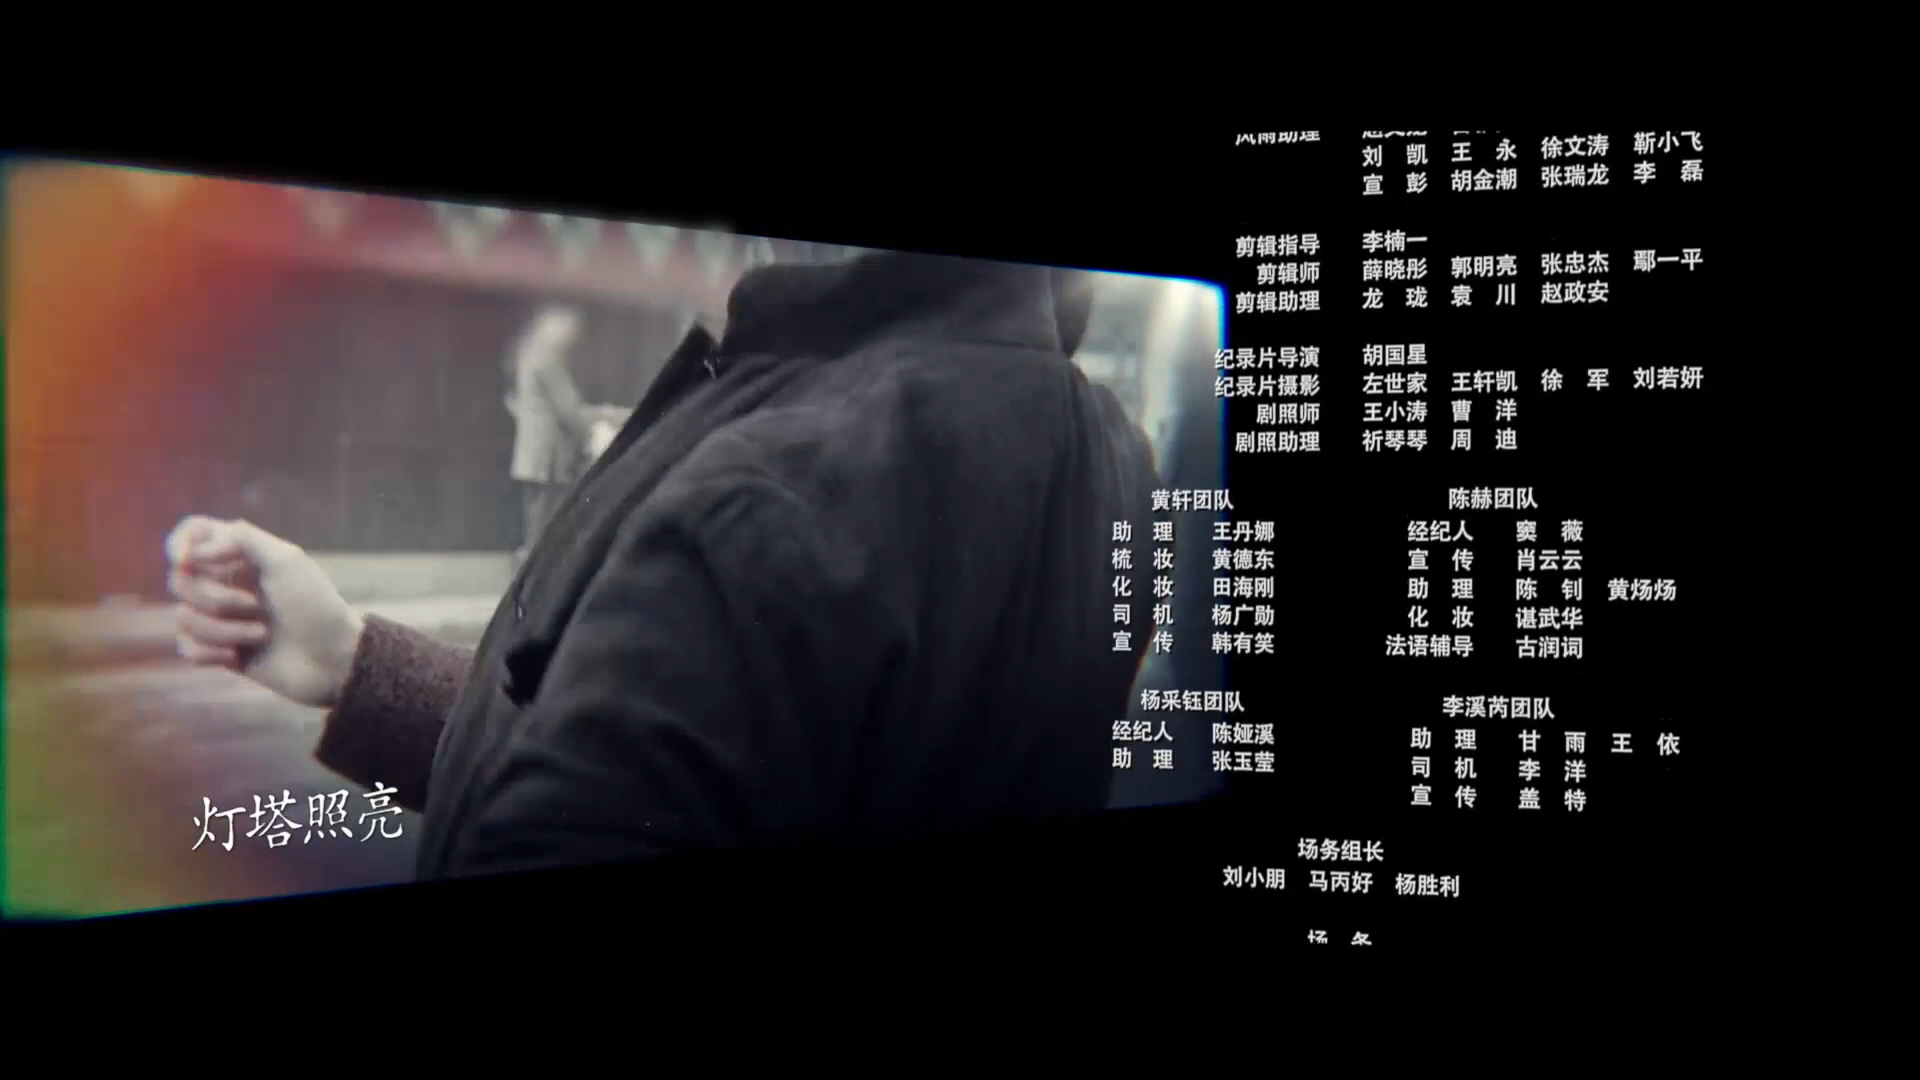 刘 凯 王 永 徐文涛 靳小飞
宣 彭 胡金潮 张瑞龙 李 磊
剪辑指导 李楠一
剪辑师 薛晓彤 郭明亮 张忠杰 鄢一平
剪辑助理 龙 珑 袁 川 赵政安
纪录片导演 胡国星
纪录片摄影 左世家 王轩凯 徐 军 刘若妍
剧照师 王小涛 曹 洋
剧照助理 祈琴琴 周 迪
黄轩团队
助 理 王丹娜
梳 妆 黄德东
化 妆 田海刚
司 机 杨广勋
宣 传 韩有笑
陈赫团队
经纪人 窦 薇
宣 传 肖云云
助 理 陈 钊 黄炀炀
化 妆 谌武华
法语辅导 古润词
杨采钰团队
经纪人 陈娅溪
助 理 张玉莹
李溪芮团队
助 理 甘 雨 王 依
司 机 李 洋
宣 传 盖 特
场务组长
刘小朋 马丙好 杨胜利
灯塔照亮